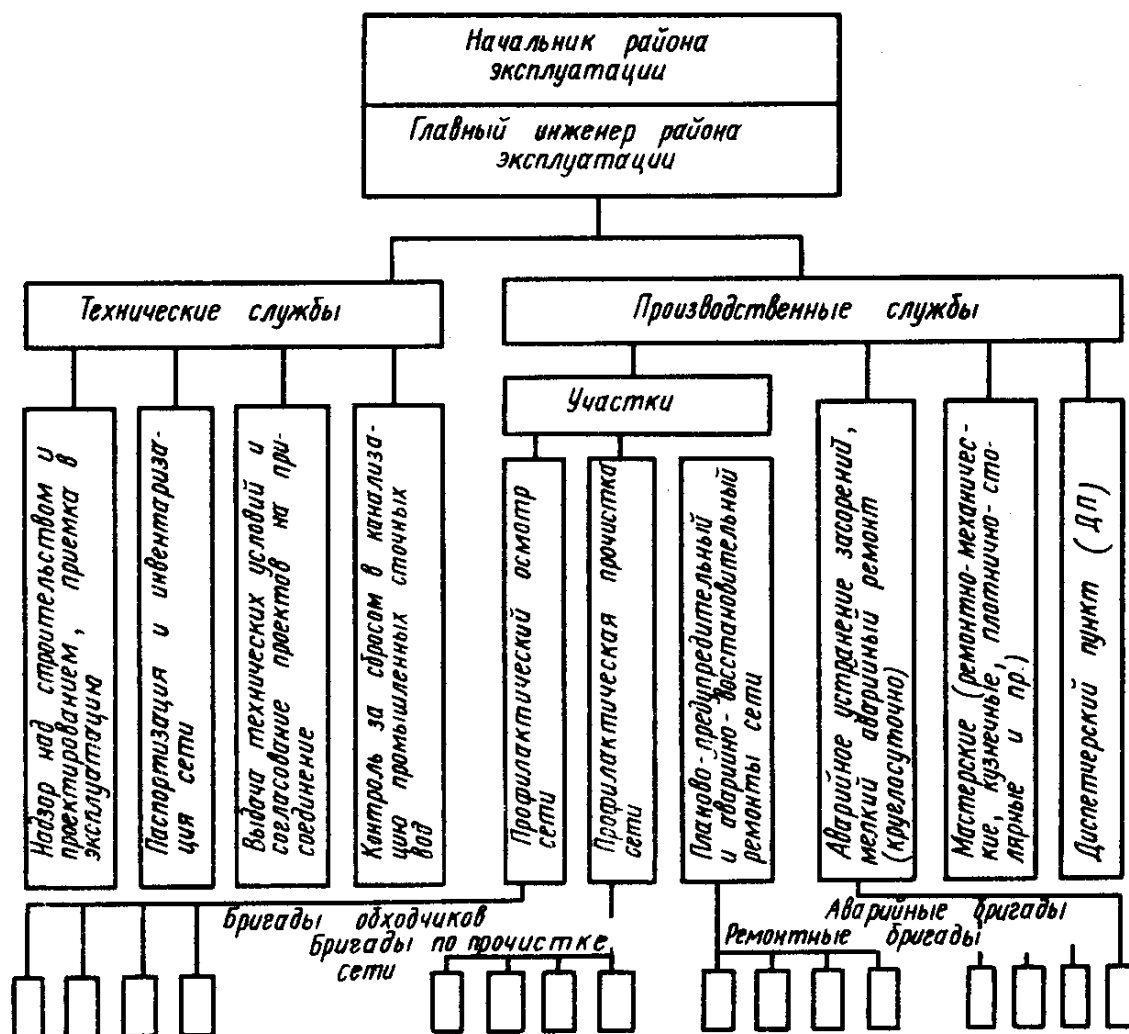 Начальник района
эксплуатации
Главный инженер района
эксплуатации
Технические службы
Производственные службы
Участки
Надзор над строительством и
проектированием, приемка в
эксплуатацию
Паспортизация и инвентариза-
ция сети
Выдача технических условий и
согласование проектов на при-
соединение
Контроль за сбросом в канализа-
цию промышленных сточных
вод
Профилактический осмотр
сети
Профилактическая прочистка
сети
Планово-предупредительный
и аварийно-восстановительный
ремонты сети
Аварийное устранение засорений,
мелкий аварийный ремонт
(круглосуточно)
Мастерские (ремонтно-механичес-
кие, кузнечные, плотнично-сто-
лярные и пр.)
Диспетчерский пункт (ДП)
Бригады обходчиков
Бригады по прочистке
сети
Ремонтные бригады
Аварийные бригады